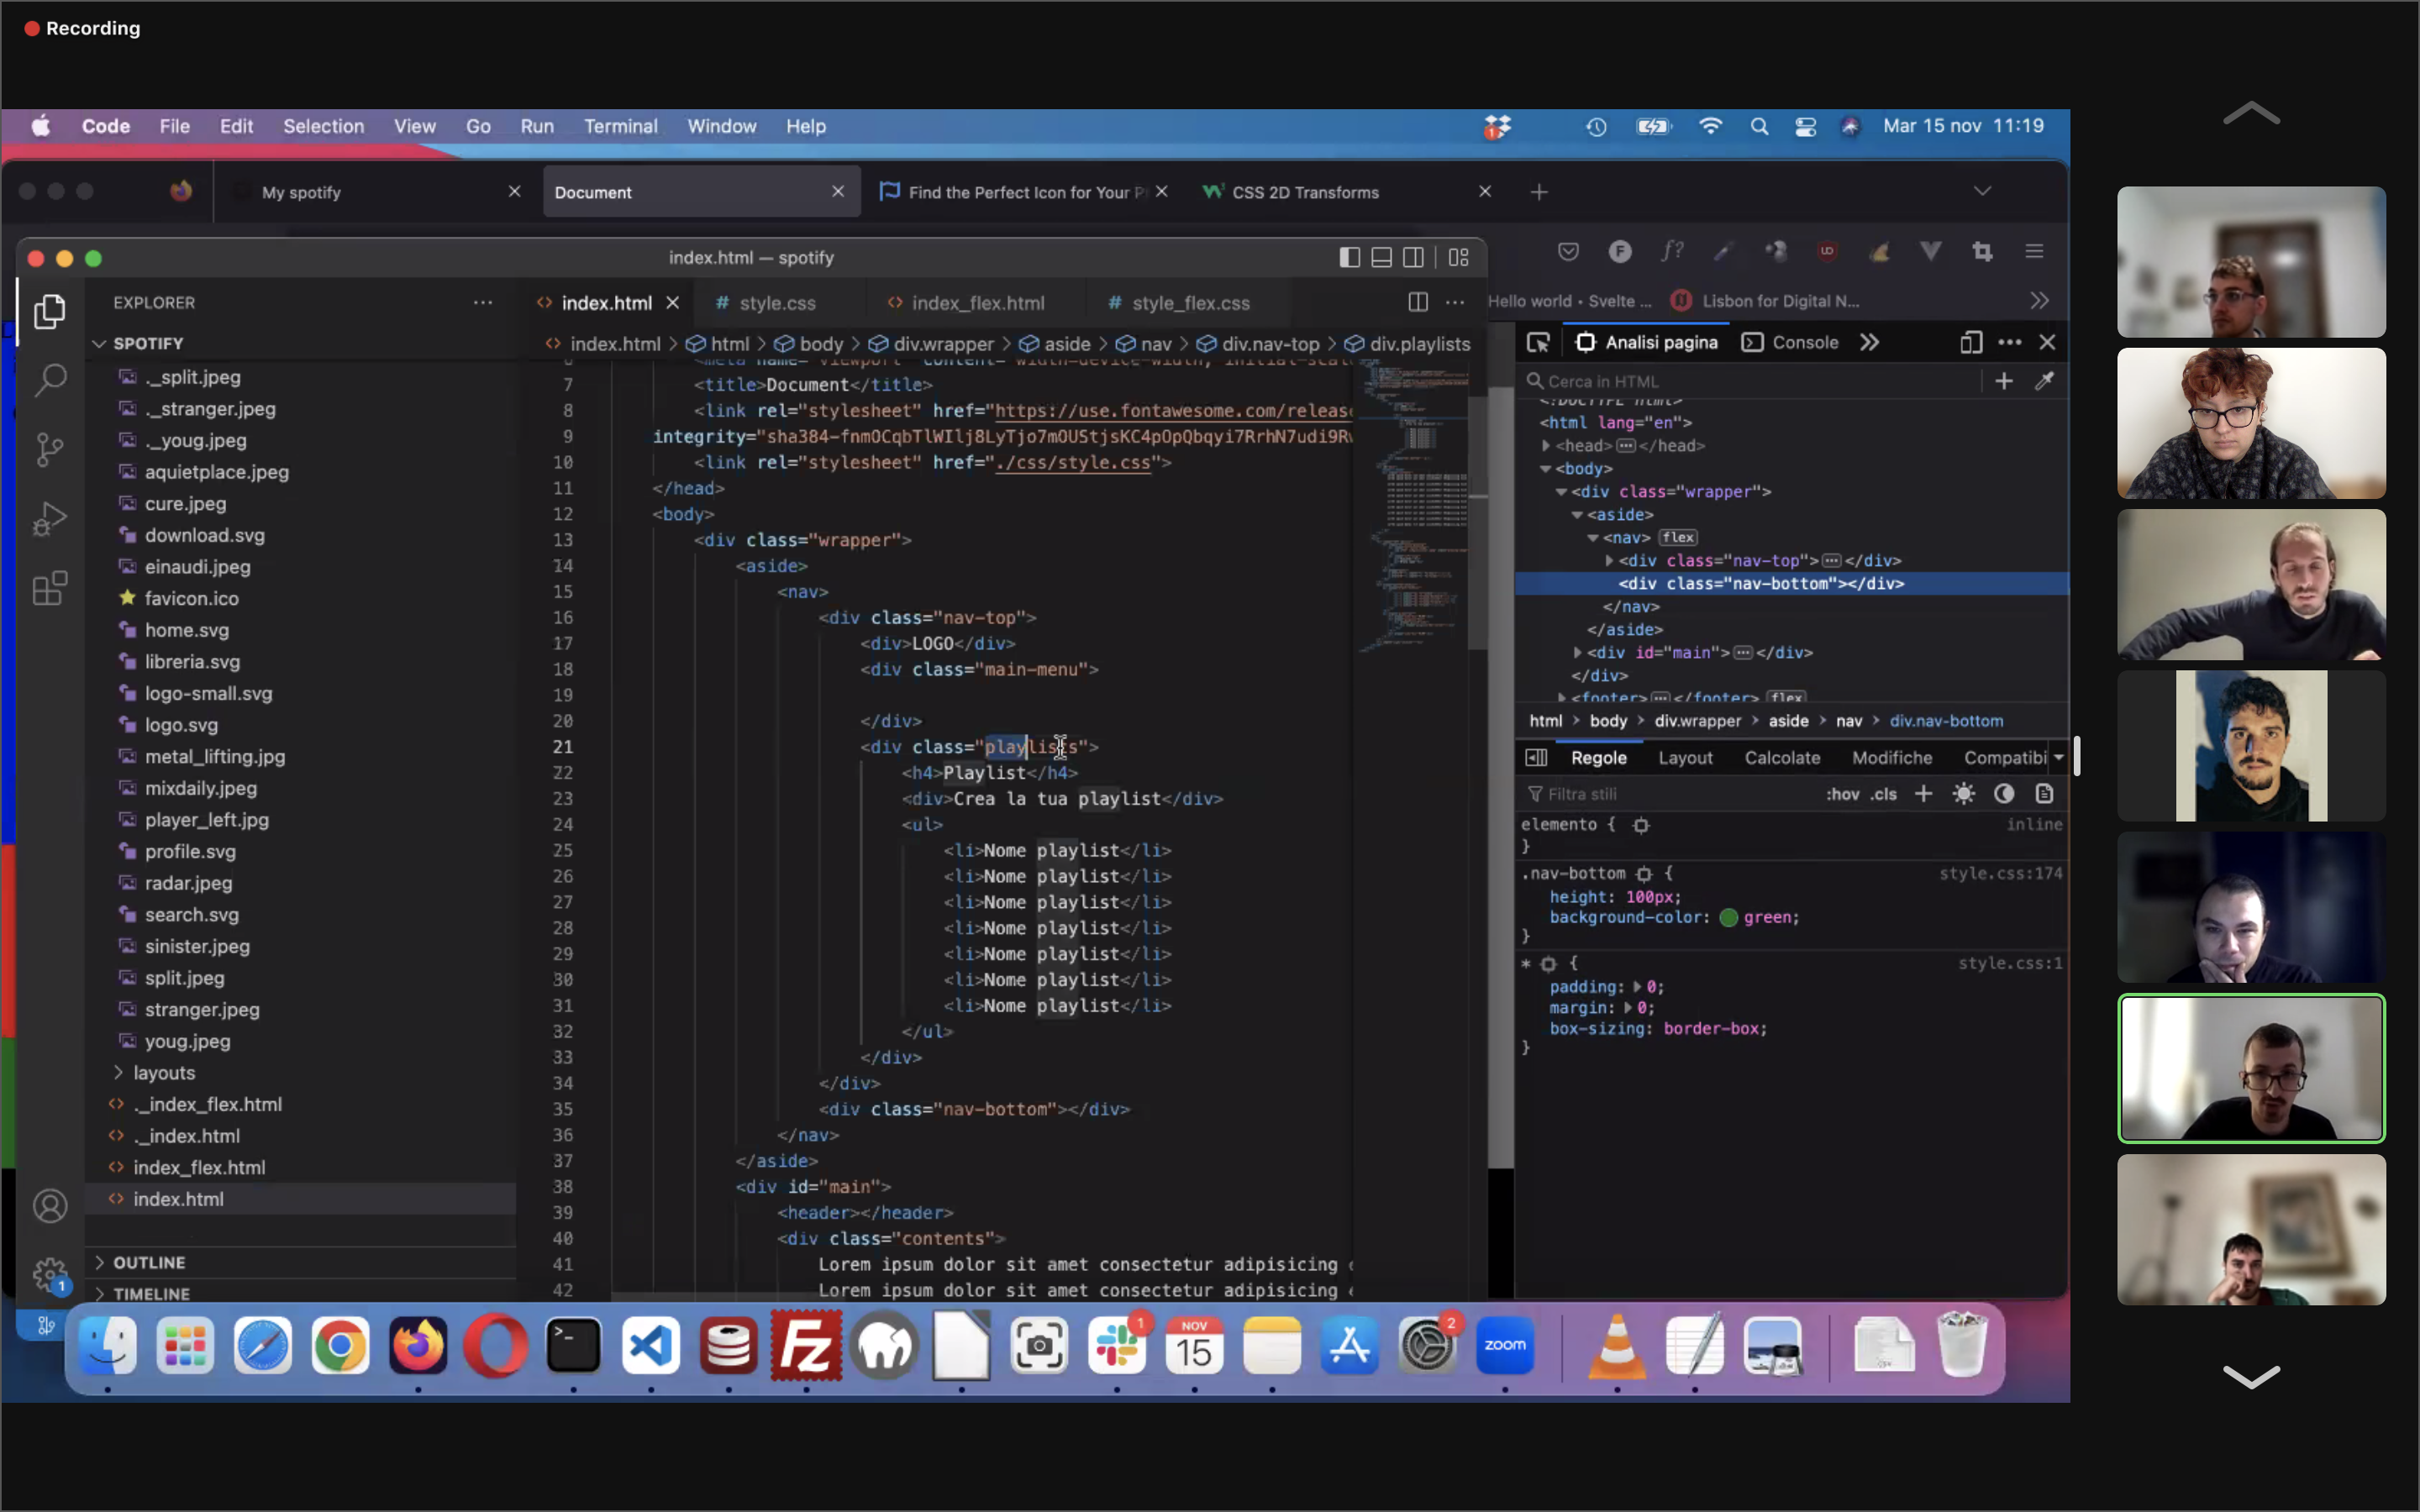 Recording
Code File Edit Selection View Go Run Terminal Window Help
1
Mar 15 nov 11:19
My spotify
Document
Find the Perfect Icon for Your P
CSS 2D Transforms
index.html — spotify
Hello world • Svelte ...
Lisbon for Digital N...
EXPLORER
SPOTIFY
._split.jpeg
._stranger.jpeg
._youg.jpeg
aquietplace.jpeg
cure.jpeg
download.svg
einaudi.jpeg
favicon.ico
home.svg
libreria.svg
logo-small.svg
logo.svg
metal_lifting.jpg
mixdaily.jpeg
player_left.jpg
profile.svg
radar.jpeg
search.svg
sinister.jpeg
split.jpeg
stranger.jpeg
youg.jpeg
layouts
._index_flex.html
._index.html
index_flex.html
index.html
OUTLINE
TIMELINE
1
index.html style.css index_flex.html style_flex.css
index.html > html > body > div.wrapper > aside > nav > div.nav-top > div.playlists
7 <title>Document</title>
8 <link rel="stylesheet" href="https://use.fontawesome.com/release
9 integrity="sha384-
10 <link rel="stylesheet" href="./css/style.css">
11 </head>
12 <body>
13 <div class="wrapper">
14 <aside>
15 <nav>
16 <div class="nav-top">
17 <div>LOGO</div>
18 <div class="main-menu">
19
20 </div>
21 <div class="playlists">
22 <h4>Playlist</h4>
23 <div>Crea la tua playlist</div>
24 <ul>
25 <li>Nome playlist</li>
26 <li>Nome playlist</li>
27 <li>Nome playlist</li>
28 <li>Nome playlist</li>
29 <li>Nome playlist</li>
30 <li>Nome playlist</li>
31 <li>Nome playlist</li>
32 </ul>
33 </div>
34 </div>
35 <div class="nav-bottom"></div>
36 </nav>
37 </aside>
38 <div id="main">
39 <header></header>
40 <div class="contents">
41 Lorem ipsum dolor sit amet consectetur adipisicing
42 Lorem ipsum dolor sit amet consectetur adipisicing
Analisi pagina
Console
Cerca in HTML
<!DOCTYPE html>
<html lang="en">
<head></head>
<body>
<div class="wrapper">
<aside>
<nav> flex
<div class="nav-top"></div>
<div class="nav-bottom"></div>
</nav>
</aside>
<div id="main"></div>
</div>
<footer></footer> flex
html > body > div.wrapper > aside > nav > div.nav-bottom
Regole Layout Calcolate Modifiche Compatibi
Filtra stili
:hov .cls
elemento { inline
}
.nav-bottom { style.css:174
height: 100px;
background-color: green;
}
* { style.css:1
padding: 0;
margin: 0;
box-sizing: border-box;
}
Fz
1
NOV
15
2
zoom